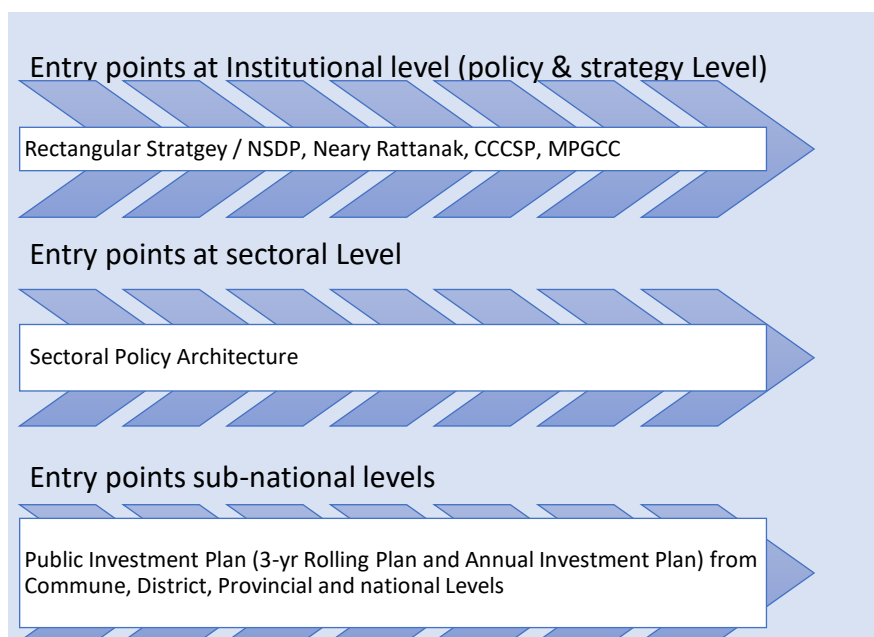 Entry points at Institutional level (policy & strategy Level)
Rectangular Stratgey / NSDP, Neary Rattanak, CCCSP, MPGCC
Entry points at sectoral Level
Sectoral Policy Architecture
Entry points sub-national levels
Public Investment Plan (3-yr Rolling Plan and Annual Investment Plan) from
Commune, District, Provincial and national Levels